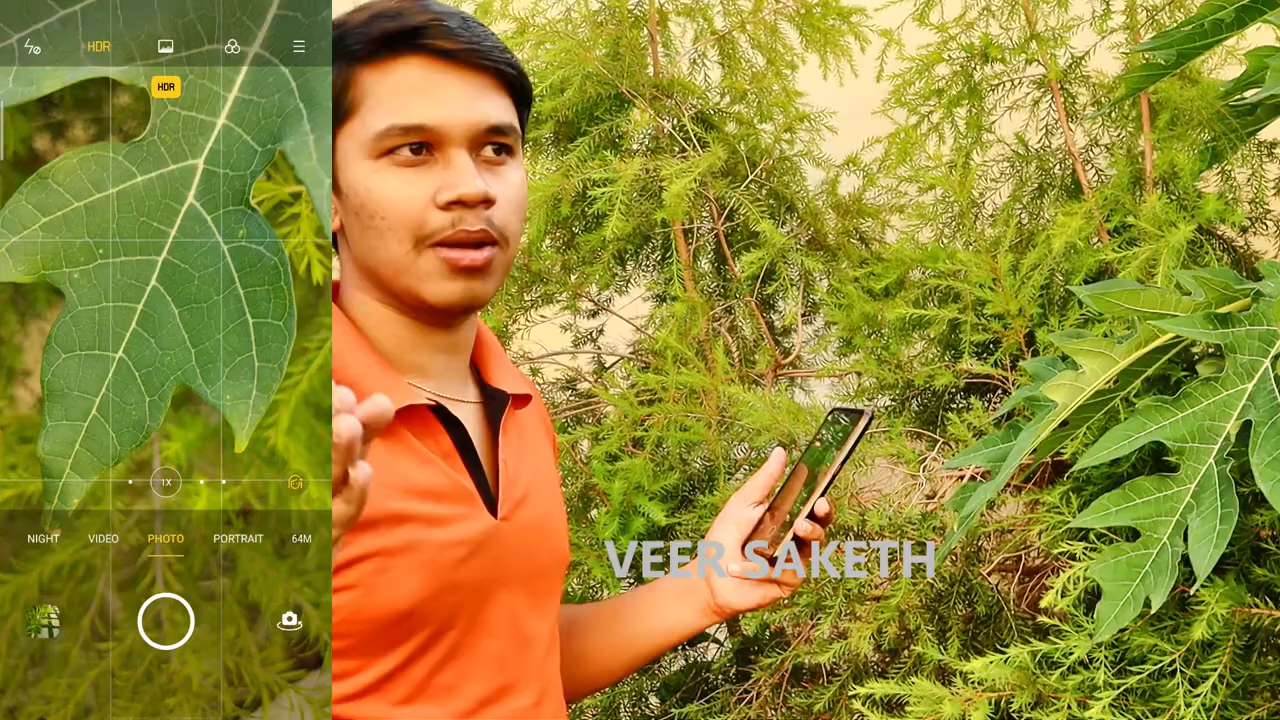 HDR
HDR
1X
NIGHT VIDEO PHOTO PORTRAIT 64M
VEER SAKETH